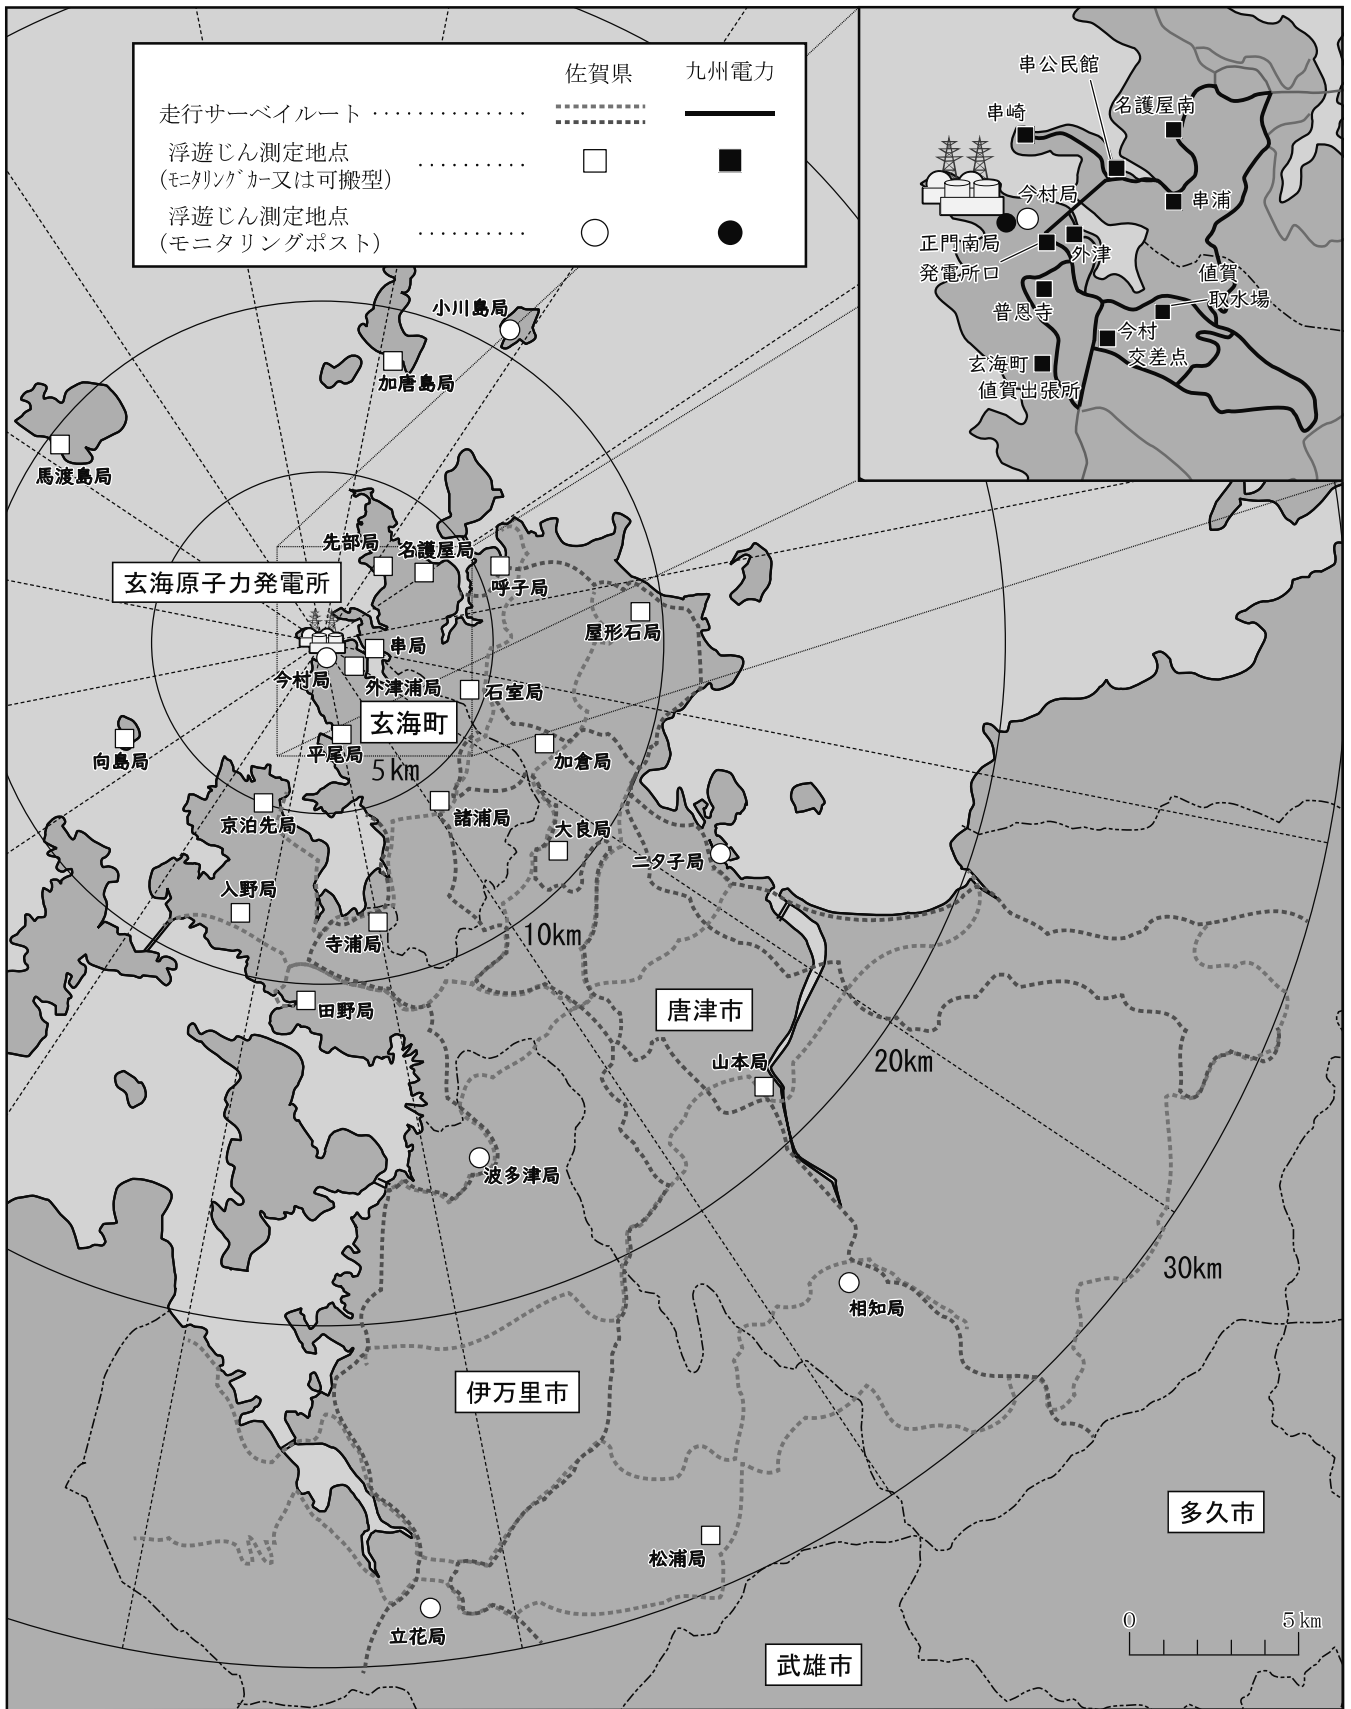 佐賀県
九州電力
走行サーベイルート ‥‥‥‥‥‥‥
浮遊じん測定地点
(モニタリングカー又は可搬型)
浮遊じん測定地点
(モニタリングポスト)
串公民館
名護屋南
串崎
今村局
串浦
正門南局
外津
発電所口
値賀
取水場
普恩寺
今村
交差点
玄海町
値賀出張所
小川島局
加唐島局
馬渡島局
先部局
名護屋局
玄海原子力発電所
呼子局
屋形石局
串局
今村局
外津浦局
石室局
玄海町
向島局
平尾局
5km
加倉局
京泊先局
諸浦局
大良局
二タ子局
入野局
寺浦局
10km
田野局
唐津市
山本局
20km
波多津局
30km
相知局
伊万里市
多久市
松浦局
立花局
武雄市
0 5km